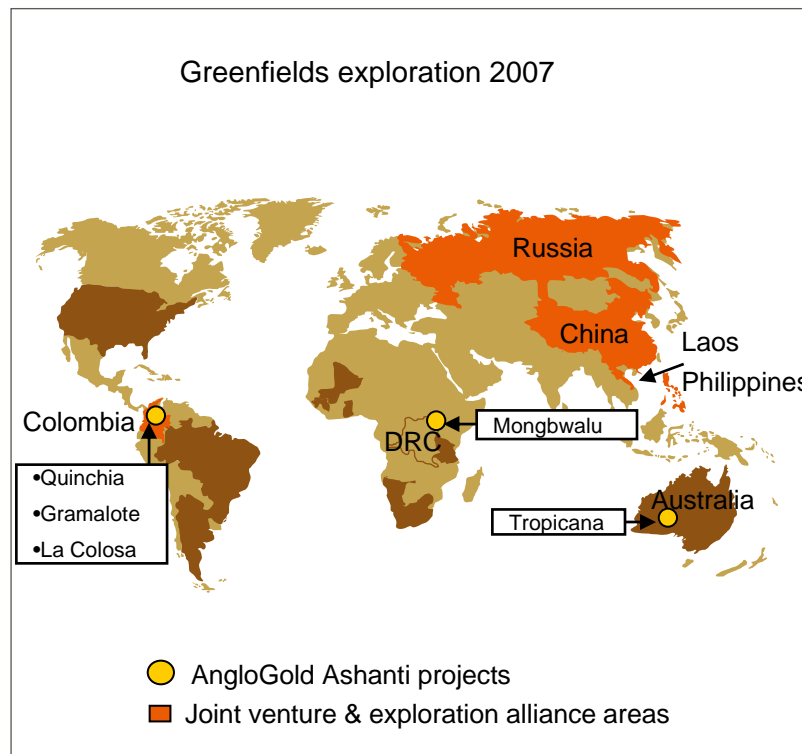 Greenfields exploration 2007
Russia
China
Laos
Philippines
Colombia
DRC
Mongbwalu
•Quinchia
•Gramalote
•La Colosa
Australia
Tropicana
AngloGold Ashanti projects
Joint venture & exploration alliance areas